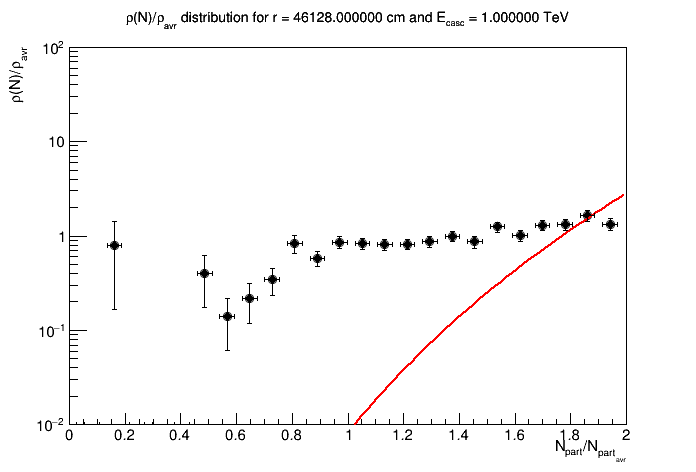 ρ(N)/ρavr distribution for r = 46128.000000 cm and Ecasc = 1.000000 TeV
ρ(N)/ρavr
10²
10
1
10⁻¹
10⁻²
0 0.2 0.4 0.6 0.8 1 1.2 1.4 1.6 1.8 2
Npart/Npartavr